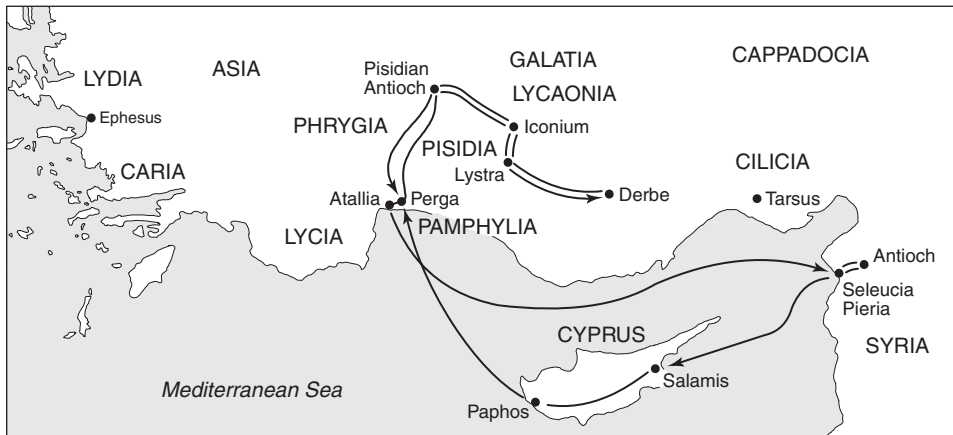 GALATIA
CAPPADOCIA
ASIA
Pisidian
Antioch
LYDIA
LYCAONIA
Ephesus
PHRYGIA
Iconium
PISIDIA
CARIA
Lystra
CILICIA
Atallia
Perga
Derbe
Tarsus
LYCIA
PAMPHYLIA
Antioch
Seleucia
Pieria
CYPRUS
SYRIA
Mediterranean Sea
Salamis
Paphos